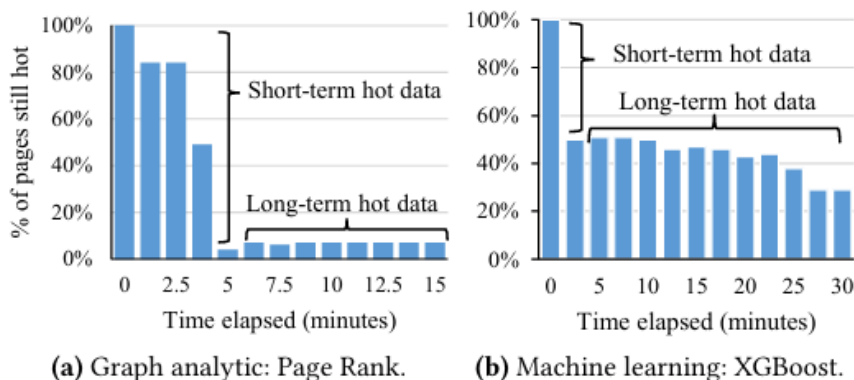 % of pages still hot
100%
80%
60%
40%
20%
0%
Short-term hot data
Long-term hot data
0 2.5 5 7.5 10 12.5 15
Time elapsed (minutes)
(a) Graph analytic: Page Rank.
100%
80%
60%
40%
20%
0%
Short-term hot data
Long-term hot data
0 5 10 15 20 25 30
Time elapsed (minutes)
(b) Machine learning: XGBoost.